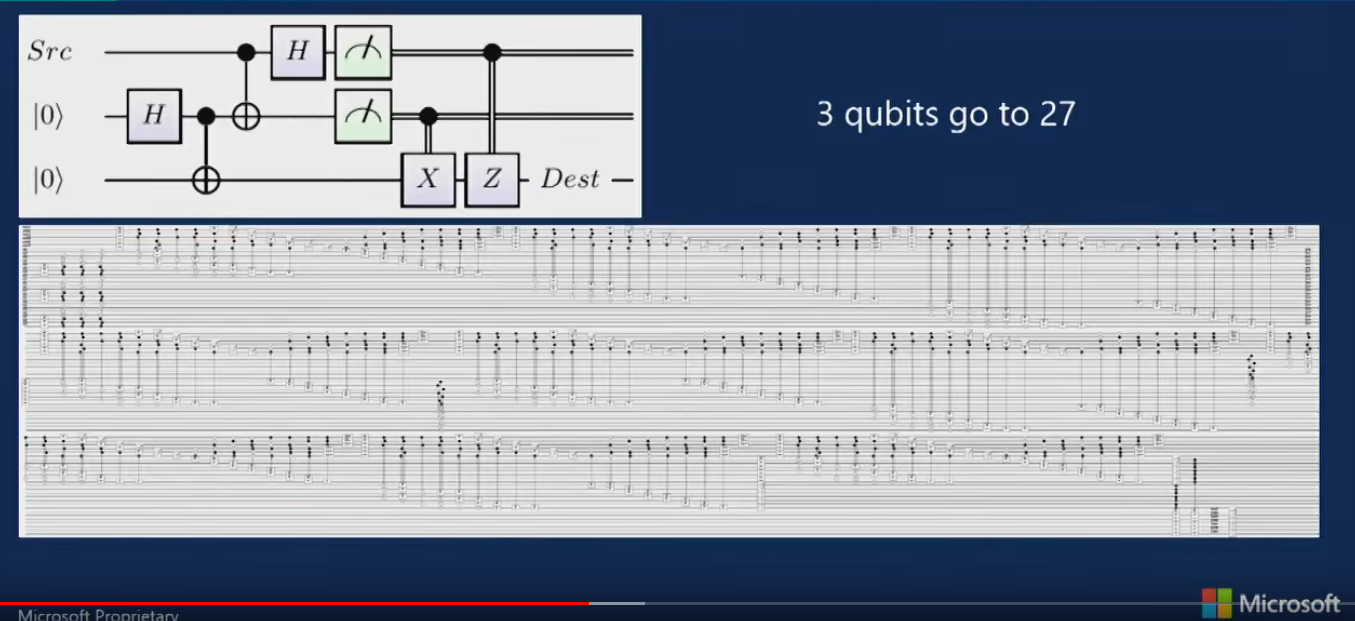 Src H
|0⟩ H
|0⟩ X Z Dest
3 qubits go to 27
Microsoft Proprietary
Microsoft